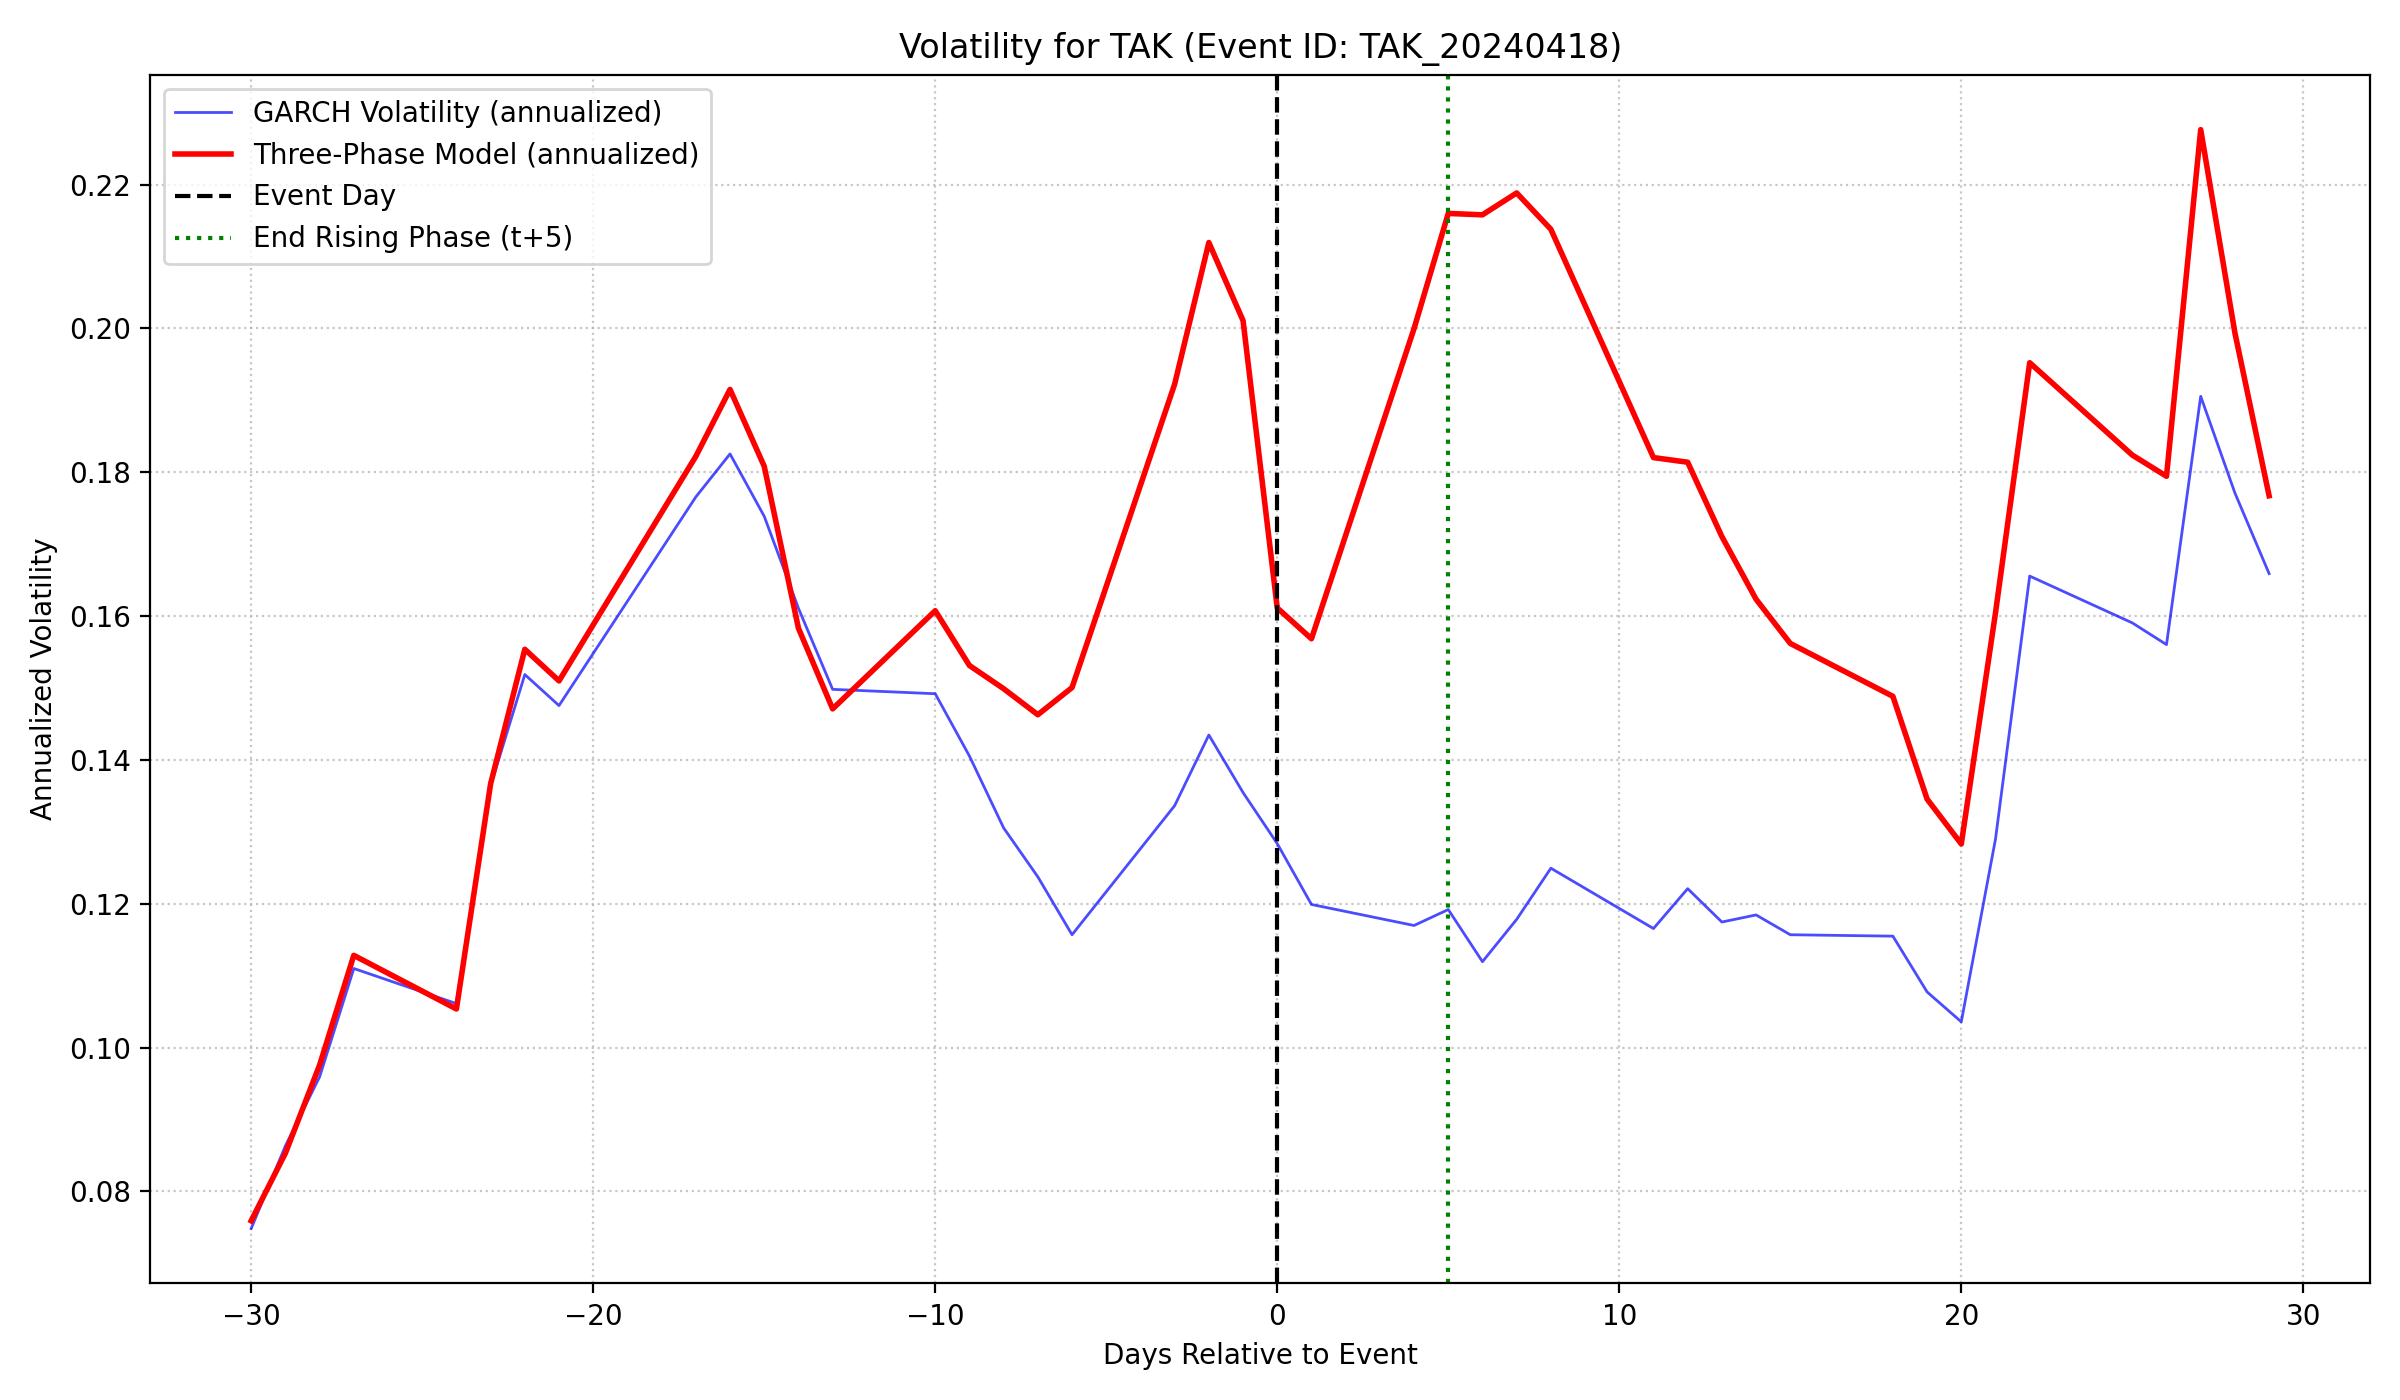 Volatility for TAK (Event ID: TAK_20240418)
GARCH Volatility (annualized)
Three-Phase Model (annualized)
Event Day
End Rising Phase (t+5)
Annualized Volatility
0.22
0.20
0.18
0.16
0.14
0.12
0.10
0.08
−30
−20
−10
0
10
20
30
Days Relative to Event